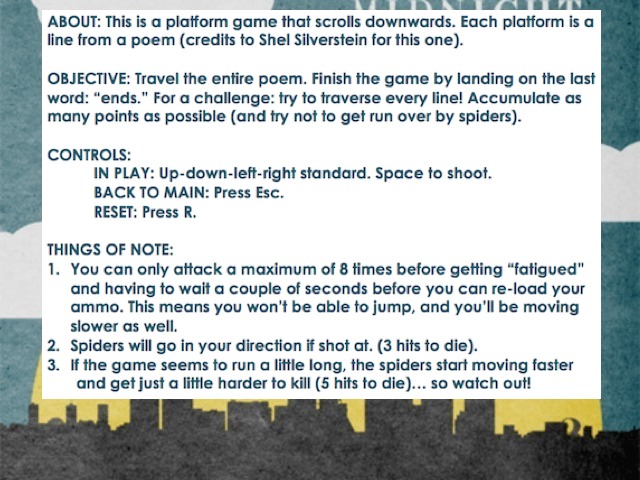 MIDNIGHT
ABOUT: This is a platform game that scrolls downwards. Each platform is a
line from a poem (credits to Shel Silverstein for this one).
OBJECTIVE: Travel the entire poem. Finish the game by landing on the last
word: “ends.” For a challenge: try to traverse every line! Accumulate as
many points as possible (and try not to get run over by spiders).
CONTROLS:
IN PLAY: Up-down-left-right standard. Space to shoot.
BACK TO MAIN: Press Esc.
RESET: Press R.
THINGS OF NOTE:
1. You can only attack a maximum of 8 times before getting “fatigued”
and having to wait a couple of seconds before you can re-load your
ammo. This means you won't be able to jump, and you'll be moving
slower as well.
2. Spiders will go in your direction if shot at. (3 hits to die).
3. If the game seems to run a little long, the spiders start moving faster
and get just a little harder to kill (5 hits to die)... so watch out!